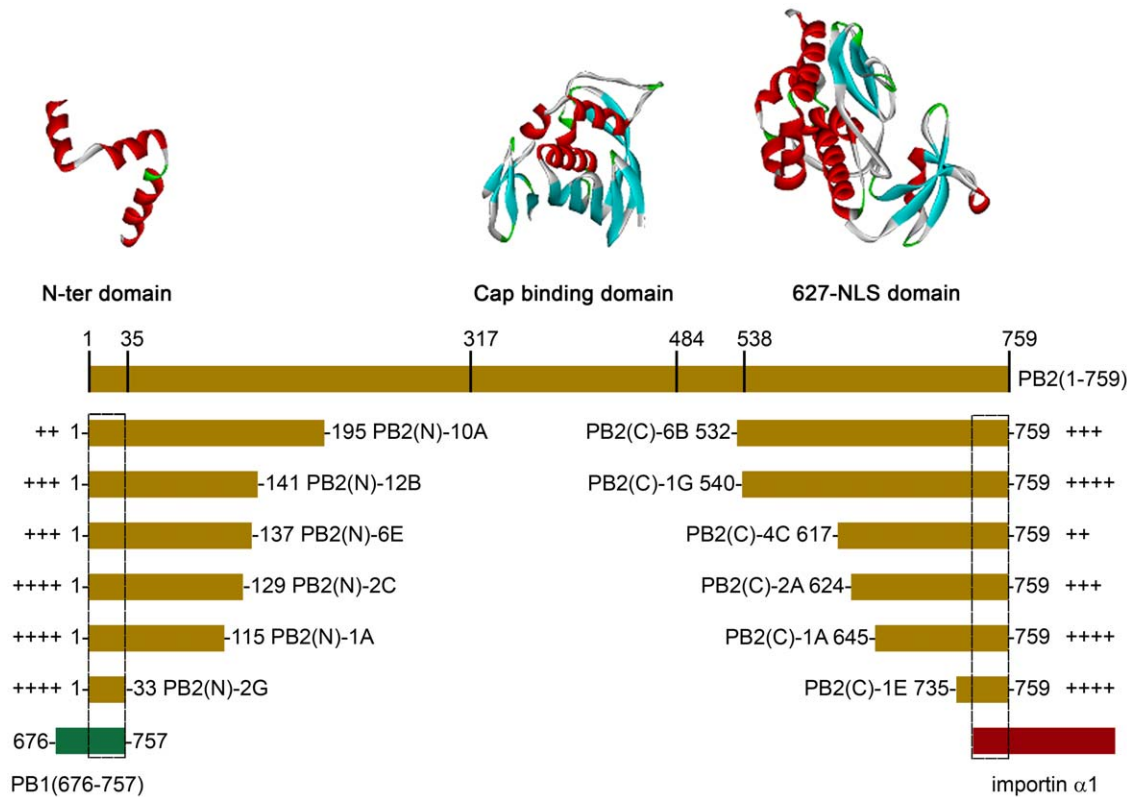 N-ter domain Cap binding domain 627-NLS domain
1 35 317 484 538 759
PB2(1-759)
++ 1- -195 PB2(N)-10A PB2(C)-6B 532- -759 +++
+++ 1- -141 PB2(N)-12B PB2(C)-1G 540- -759 ++++
+++ 1- -137 PB2(N)-6E PB2(C)-4C 617- -759 ++
++++ 1- -129 PB2(N)-2C PB2(C)-2A 624- -759 +++
++++ 1- -115 PB2(N)-1A PB2(C)-1A 645- -759 ++++
++++ 1- -33 PB2(N)-2G PB2(C)-1E 735- -759 ++++
676- -757
PB1(676-757) importin α1